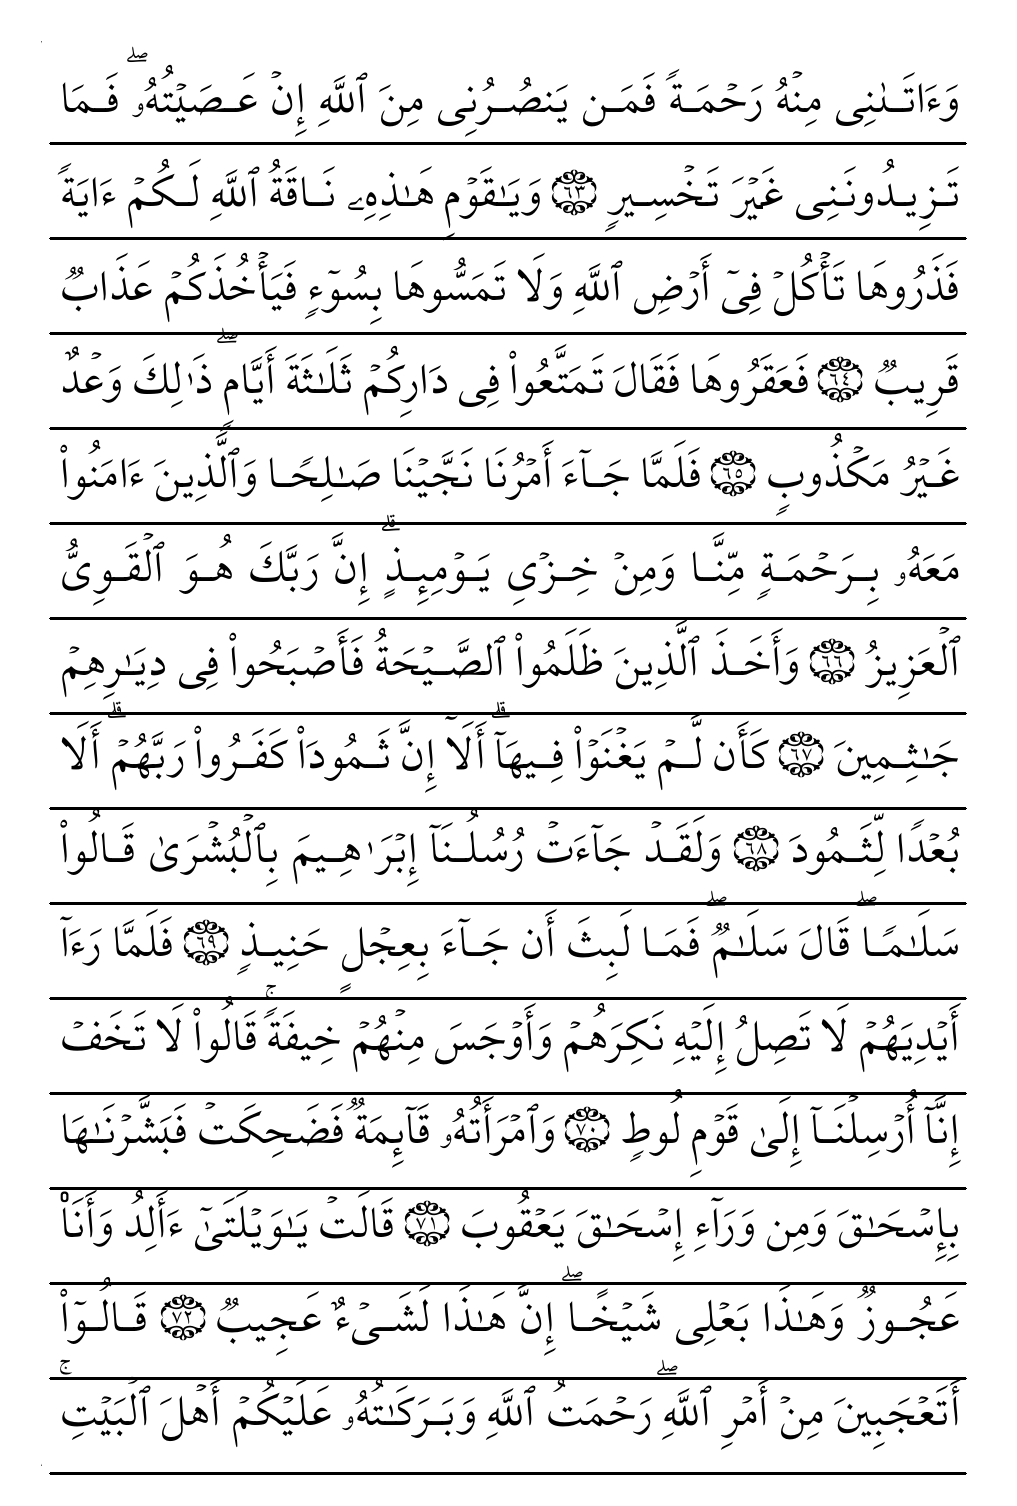 وَءَاتَىٰنِى مِنۡهُ رَحۡمَةً فَمَن يَنصُرُنِى مِنَ ٱللَّهِ إِنۡ عَصَيۡتُهُۥۖ فَمَا
تَزِيدُونَنِى غَيۡرَ تَخۡسِيرٍ ٦٣ وَيَـٰقَوۡمِ هَـٰذِهِۦ نَاقَةُ ٱللَّهِ لَكُمۡ ءَايَةً
فَذَرُوهَا تَأۡكُلۡ فِىٓ أَرۡضِ ٱللَّهِ وَلَا تَمَسُّوهَا بِسُوٓءٍ فَيَأۡخُذَكُمۡ عَذَابٌ
قَرِيبٌ ٦٤ فَعَقَرُوهَا فَقَالَ تَمَتَّعُوا۟ فِى دَارِكُمۡ ثَلَـٰثَةَ أَيَّامٍۖ ذَٰلِكَ وَعۡدٌ
غَيۡرُ مَكۡذُوبٍ ٦٥ فَلَمَّا جَآءَ أَمۡرُنَا نَجَّيۡنَا صَـٰلِحًا وَٱلَّذِينَ ءَامَنُوا۟
مَعَهُۥ بِرَحۡمَةٍ مِّنَّا وَمِنۡ خِزۡىِ يَوۡمِئِذٍۗ إِنَّ رَبَّكَ هُوَ ٱلۡقَوِىُّ
ٱلۡعَزِيزُ ٦٦ وَأَخَذَ ٱلَّذِينَ ظَلَمُوا۟ ٱلصَّيۡحَةُ فَأَصۡبَحُوا۟ فِى دِيَـٰرِهِمۡ
جَـٰثِمِينَ ٦٧ كَأَن لَّمۡ يَغۡنَوۡا۟ فِيهَآۗ أَلَآ إِنَّ ثَمُودَا۟ كَفَرُوا۟ رَبَّهُمۡۗ أَلَا
بُعۡدًا لِّثَمُودَ ٦٨ وَلَقَدۡ جَآءَتۡ رُسُلُنَآ إِبۡرَٰهِيمَ بِٱلۡبُشۡرَىٰ قَالُوا۟
سَلَـٰمًاۖ قَالَ سَلَـٰمٌۖ فَمَا لَبِثَ أَن جَآءَ بِعِجۡلٍ حَنِيذٍ ٦٩ فَلَمَّا رَءَآ
أَيۡدِيَهُمۡ لَا تَصِلُ إِلَيۡهِ نَكِرَهُمۡ وَأَوۡجَسَ مِنۡهُمۡ خِيفَةًۚ قَالُوا۟ لَا تَخَفۡ
إِنَّآ أُرۡسِلۡنَآ إِلَىٰ قَوۡمِ لُوطٍ ٧٠ وَٱمۡرَأَتُهُۥ قَآئِمَةٌ فَضَحِكَتۡ فَبَشَّرۡنَـٰهَا
بِإِسۡحَـٰقَ وَمِن وَرَآءِ إِسۡحَـٰقَ يَعۡقُوبَ ٧١ قَالَتۡ يَـٰوَيۡلَتَىٰٓ ءَأَلِدُ وَأَنَا۠
عَجُوزٌ وَهَـٰذَا بَعۡلِى شَيۡخًاۖ إِنَّ هَـٰذَا لَشَىۡءٌ عَجِيبٌ ٧٢ قَالُوٓا۟
أَتَعۡجَبِينَ مِنۡ أَمۡرِ ٱللَّهِۖ رَحۡمَتُ ٱللَّهِ وَبَرَكَـٰتُهُۥ عَلَيۡكُمۡ أَهۡلَ ٱلۡبَيۡتِۚ